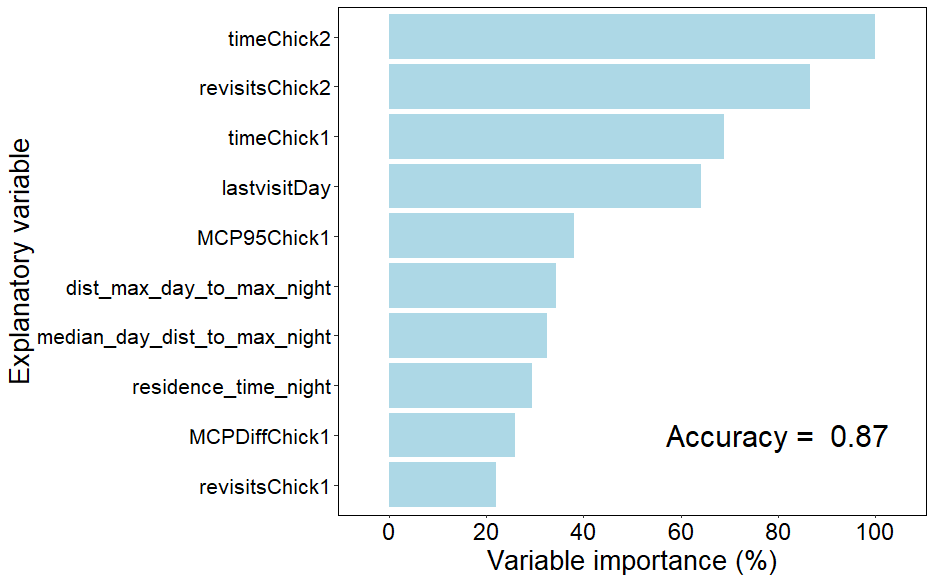 Explanatory variable
timeChick2
revisitsChick2
timeChick1
lastvisitDay
MCP95Chick1
dist_max_day_to_max_night
median_day_dist_to_max_night
residence_time_night
MCPDiffChick1
revisitsChick1
Accuracy = 0.87
0 20 40 60 80 100
Variable importance (%)